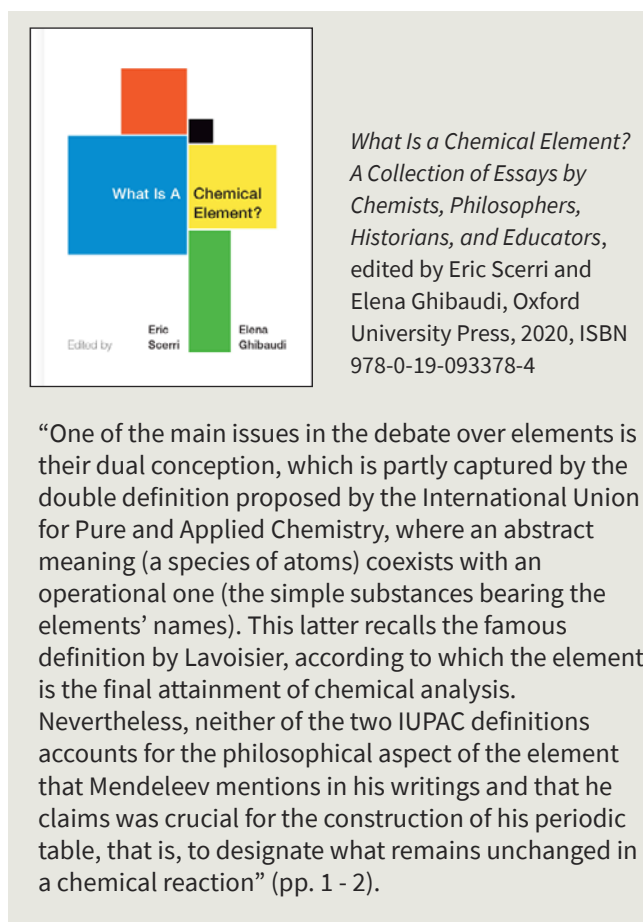 What Is A Chemical
Element?
Edited by
Eric
Scerri
Elena
Ghibaudi
What Is a Chemical Element?
A Collection of Essays by
Chemists, Philosophers,
Historians, and Educators,
edited by Eric Scerri and
Elena Ghibaudi, Oxford
University Press, 2020, ISBN
978-0-19-093378-4
“One of the main issues in the debate over elements is
their dual conception, which is partly captured by the
double definition proposed by the International Union
for Pure and Applied Chemistry, where an abstract
meaning (a species of atoms) coexists with an
operational one (the simple substances bearing the
elements’ names). This latter recalls the famous
definition by Lavoisier, according to which the element
is the final attainment of chemical analysis.
Nevertheless, neither of the two IUPAC definitions
accounts for the philosophical aspect of the element
that Mendeleev mentions in his writings and that he
claims was crucial for the construction of his periodic
table, that is, to designate what remains unchanged in
a chemical reaction” (pp. 1 - 2).